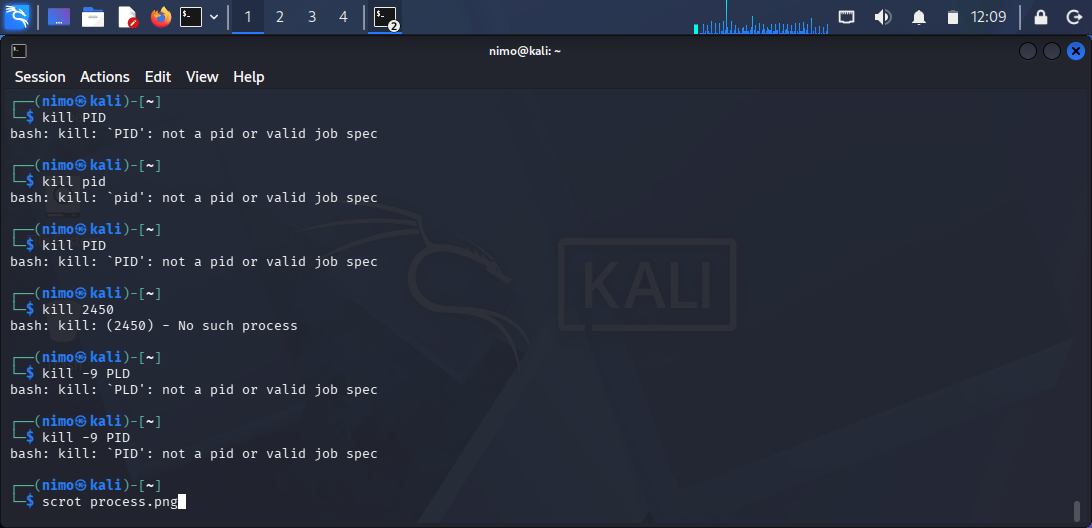 1 2 3 4 2 12:09
nimo@kali: ~
Session Actions Edit View Help
┌──(nimo㉿kali)-[~]
└─$ kill PID
bash: kill: `PID': not a pid or valid job spec
┌──(nimo㉿kali)-[~]
└─$ kill pid
bash: kill: `pid': not a pid or valid job spec
┌──(nimo㉿kali)-[~]
└─$ kill PID
bash: kill: `PID': not a pid or valid job spec
┌──(nimo㉿kali)-[~]
└─$ kill 2450
bash: kill: (2450) - No such process
┌──(nimo㉿kali)-[~]
└─$ kill -9 PLD
bash: kill: `PLD': not a pid or valid job spec
┌──(nimo㉿kali)-[~]
└─$ kill -9 PID
bash: kill: `PID': not a pid or valid job spec
┌──(nimo㉿kali)-[~]
└─$ scrot process.png
KALI